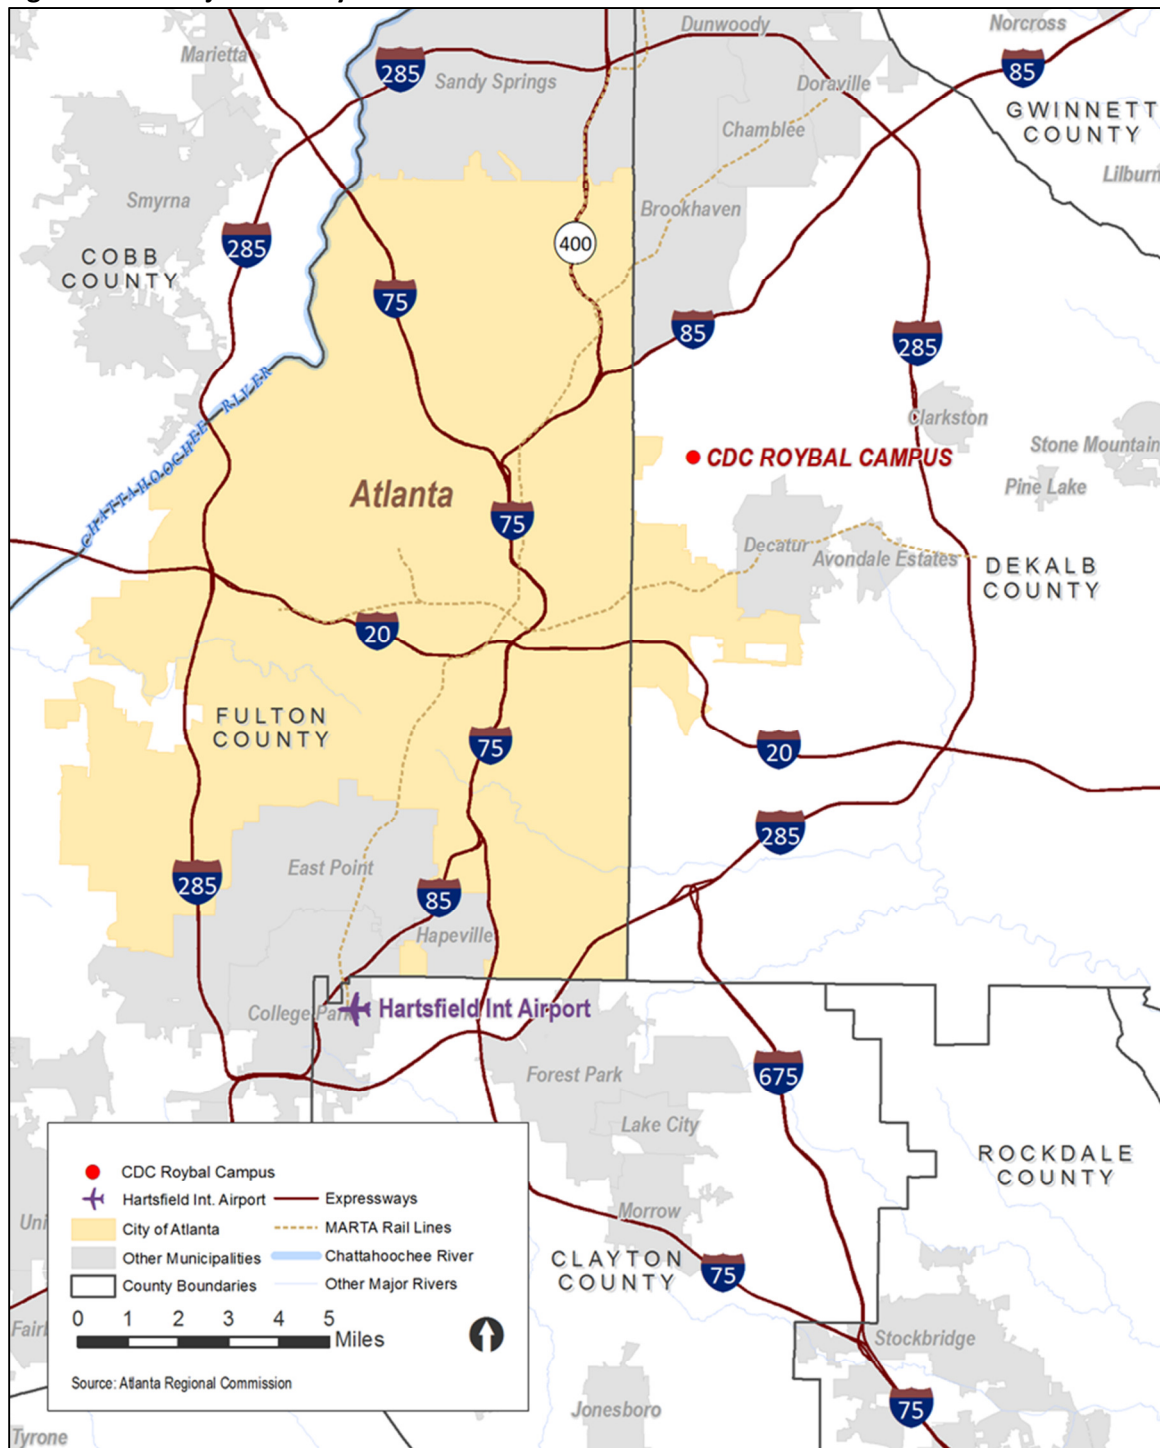 Dunwoody
Norcross
Marietta
285
Sandy Springs
85
Doraville
GWINNETT
COUNTY
Chamblee
Lilburn
Smyrna
Brookhaven
285
400
COBB
COUNTY
75
85
285
CHATTAHOOCHEE RIVER
Clarkston
Stone Mountain
CDC ROYBAL CAMPUS
Pine Lake
Atlanta
75
Decatur
Avondale Estates
DEKALB
COUNTY
20
FULTON
COUNTY
75
20
285
East Point
285
85
Hapeville
College Park
Hartsfield Int Airport
Forest Park
675
Lake City
ROCKDALE
COUNTY
Morrow
CLAYTON
COUNTY
75
Stockbridge
75
Jonesboro
Uni
Fairb
Tyrone
CDC Roybal Campus
Hartsfield Int. Airport
Expressways
City of Atlanta
MARTA Rail Lines
Other Municipalities
Chattahoochee River
County Boundaries
Other Major Rivers
0 1 2 3 4 5
Miles
Source: Atlanta Regional Commission